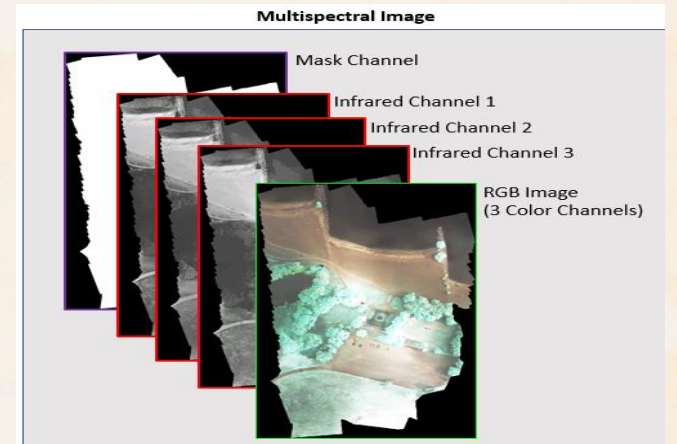 Multispectral Image
Mask Channel
Infrared Channel 1
Infrared Channel 2
Infrared Channel 3
RGB Image
(3 Color Channels)